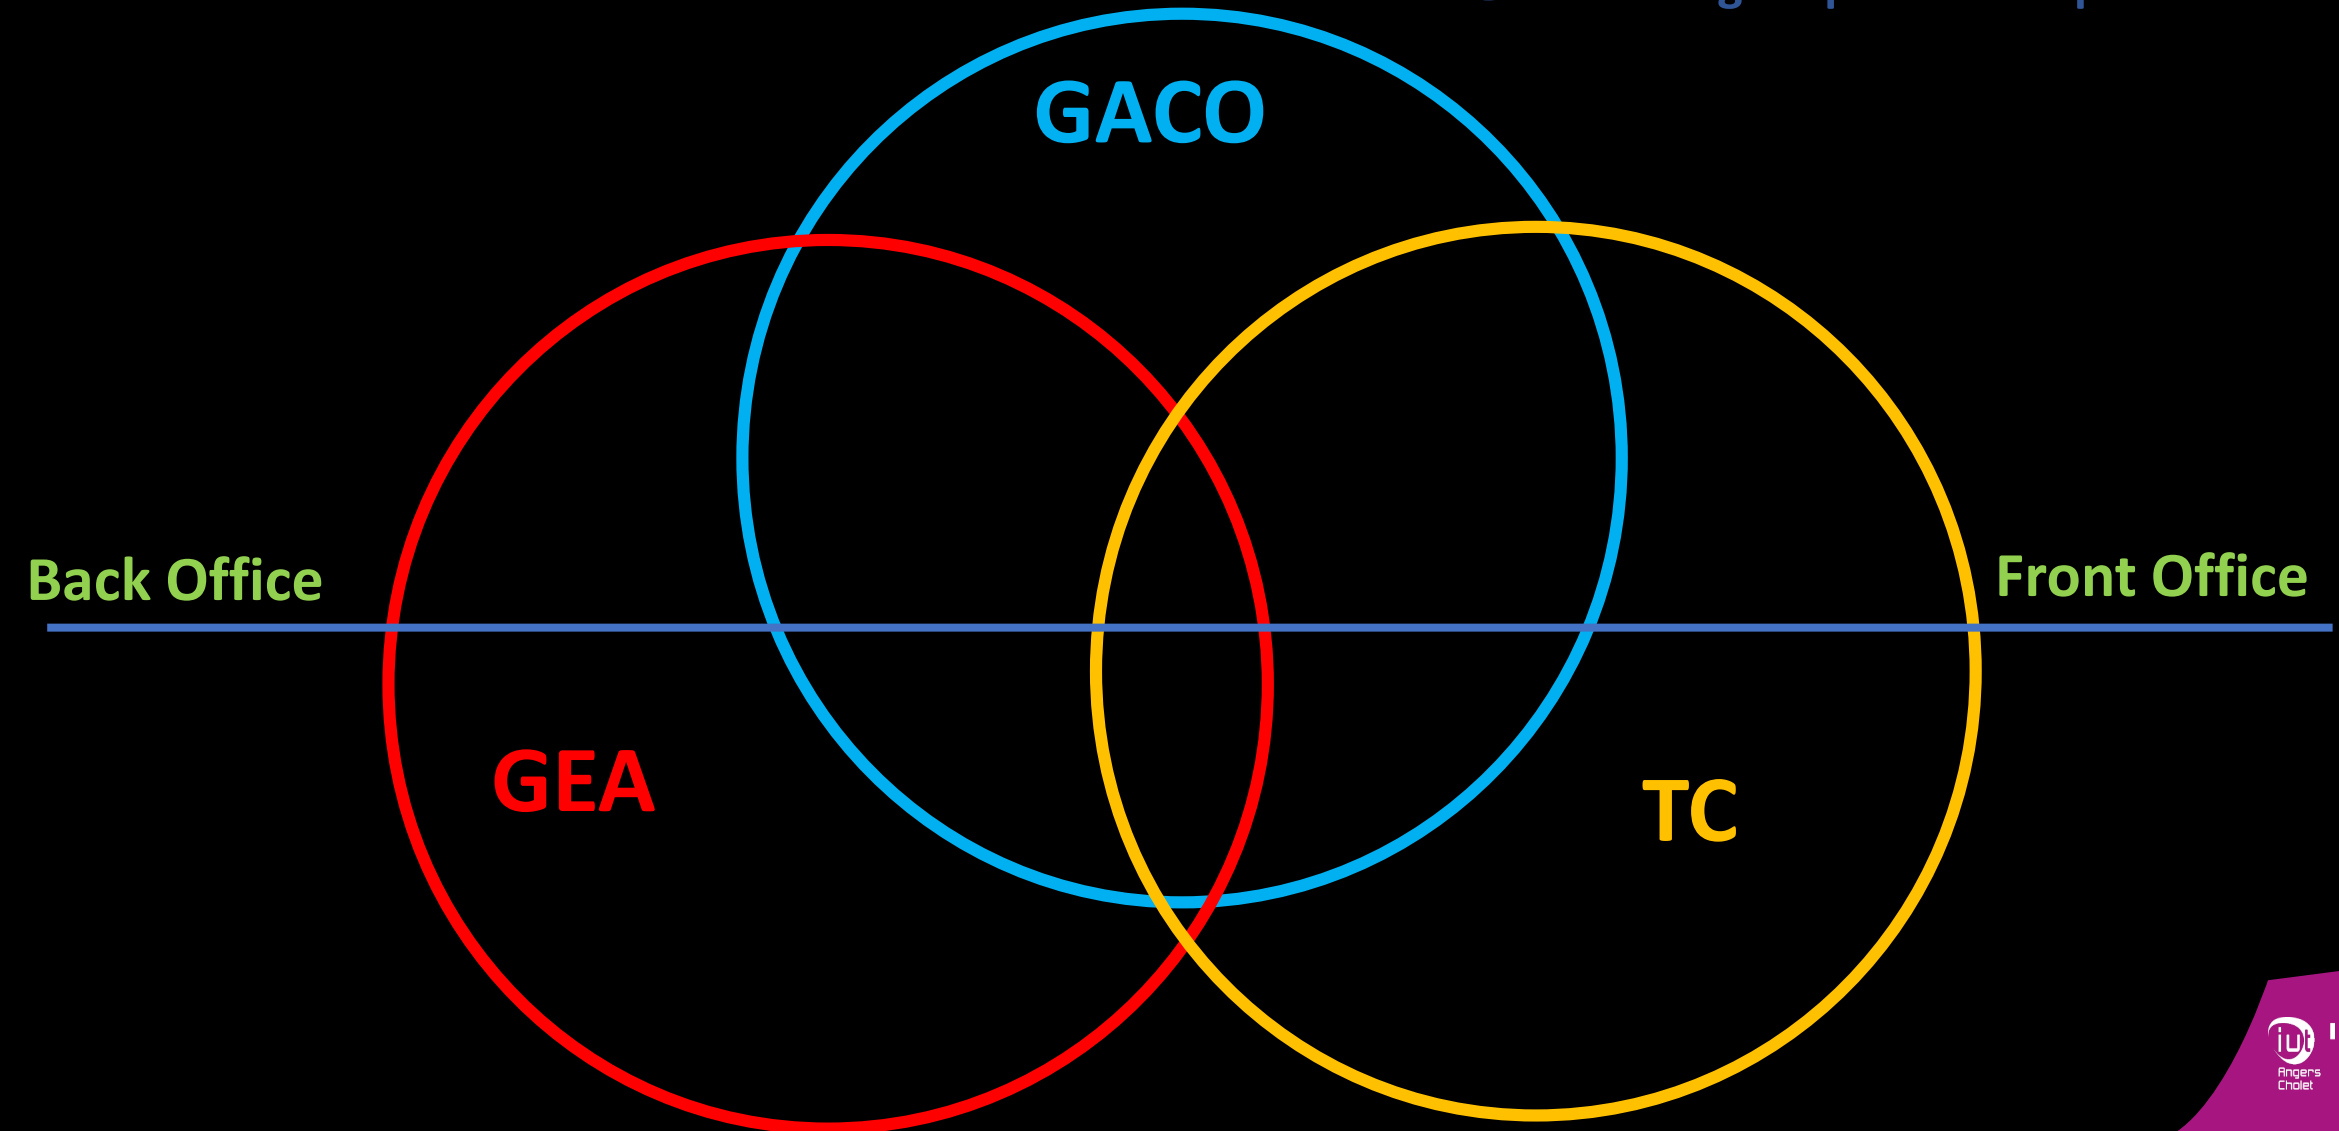 GACO
Back Office
Front Office
GEA
TC
iut
Angers
Cholet